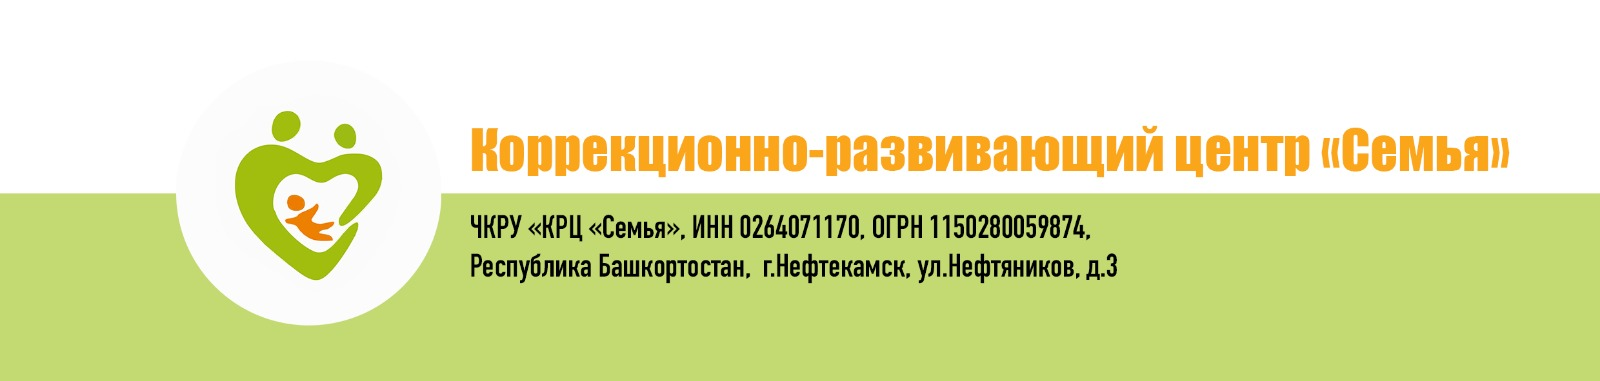 Коррекционно-развивающий центр «Семья»
ЧКРУ «КРЦ «Семья», ИНН 0264071170, ОГРН 1150280059874,
Республика Башкортостан,  г.Нефтекамск, ул.Нефтяников, д.3